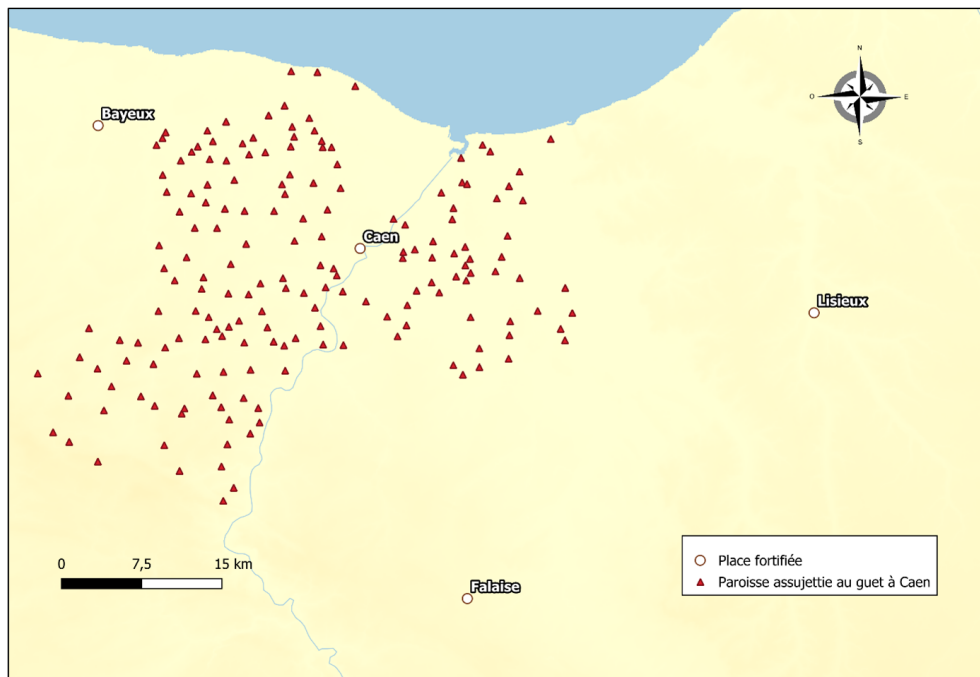 N
O
E
S
Bayeux
Caen
Lisieux
0 7,5 15 km
Place fortifiée
Paroisse assujettie au guet à Caen
Falaise